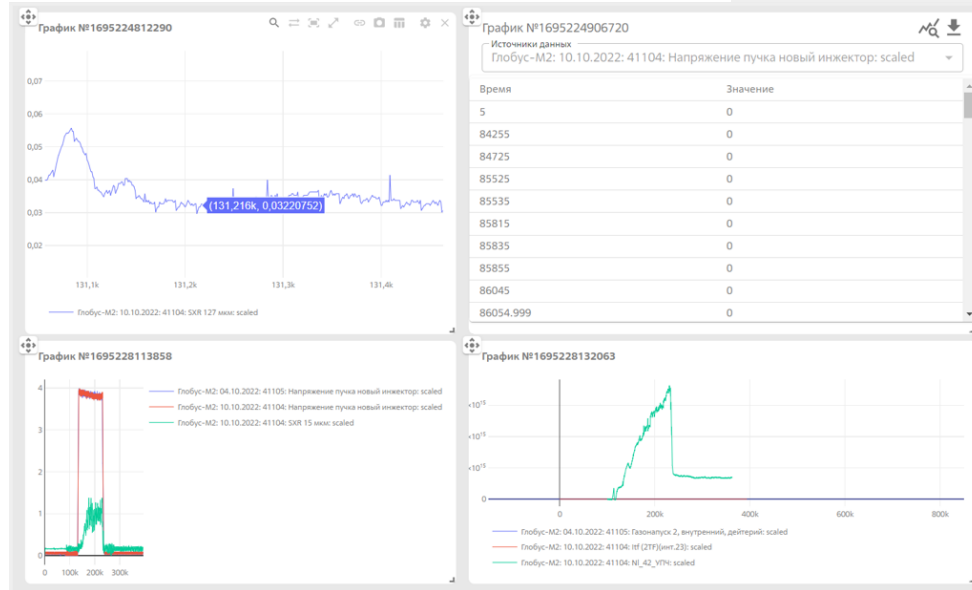 График №1695224812290
0,07
0,06
0,05
0,04
0,03
0,02
(131,216k, 0,03220752)
131,1k 131,2k 131,3k 131,4k
Глобус-М2: 10.10.2022: 41104: SXR 127 мкм: scaled
График №1695224906720
Источники данных
Глобус-М2: 10.10.2022: 41104: Напряжение пучка новый инжектор: scaled
Время Значение
5 0
84255 0
84725 0
85525 0
85535 0
85815 0
85835 0
85855 0
86045 0
86054.999 0
График №1695228113858
4
3
2
1
0
0 100k 200k 300k
Глобус-М2: 04.10.2022: 41105: Напряжение пучка новый инжектор: scaled
Глобус-М2: 10.10.2022: 41104: Напряжение пучка новый инжектор: scaled
Глобус-М2: 10.10.2022: 41104: SXR 15 мкм: scaled
График №1695228132063
×10¹⁵
×10¹⁵
×10¹⁵
0
0 200k 400k 600k 800k
Глобус-М2: 04.10.2022: 41105: Газонапуск 2, внутренний, дейтерий: scaled
Глобус-М2: 10.10.2022: 41104: Itf (2TF)(инт.23): scaled
Глобус-М2: 10.10.2022: 41104: Nl_42_УПЧ: scaled